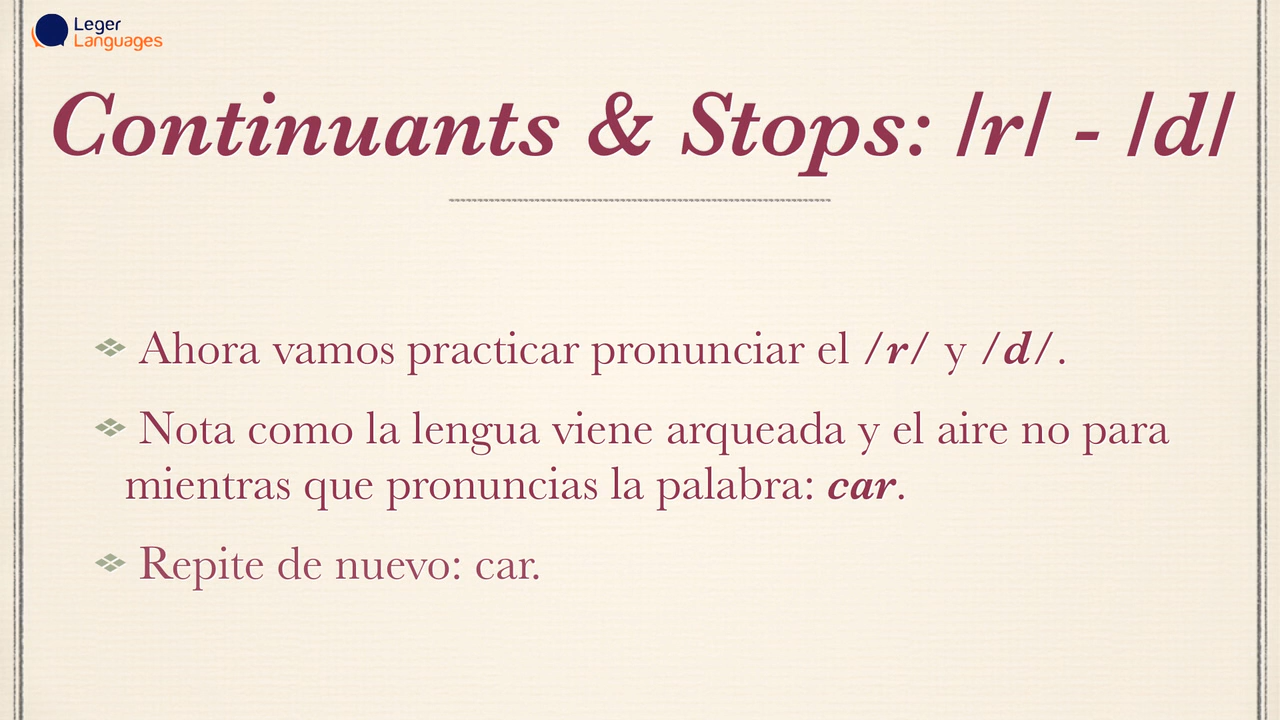 Leger
Languages
Continuants & Stops: /r/ - /d/
Ahora vamos practicar pronunciar el /r/ y /d/.
Nota como la lengua viene arqueada y el aire no para
mientras que pronuncias la palabra: car.
Repite de nuevo: car.